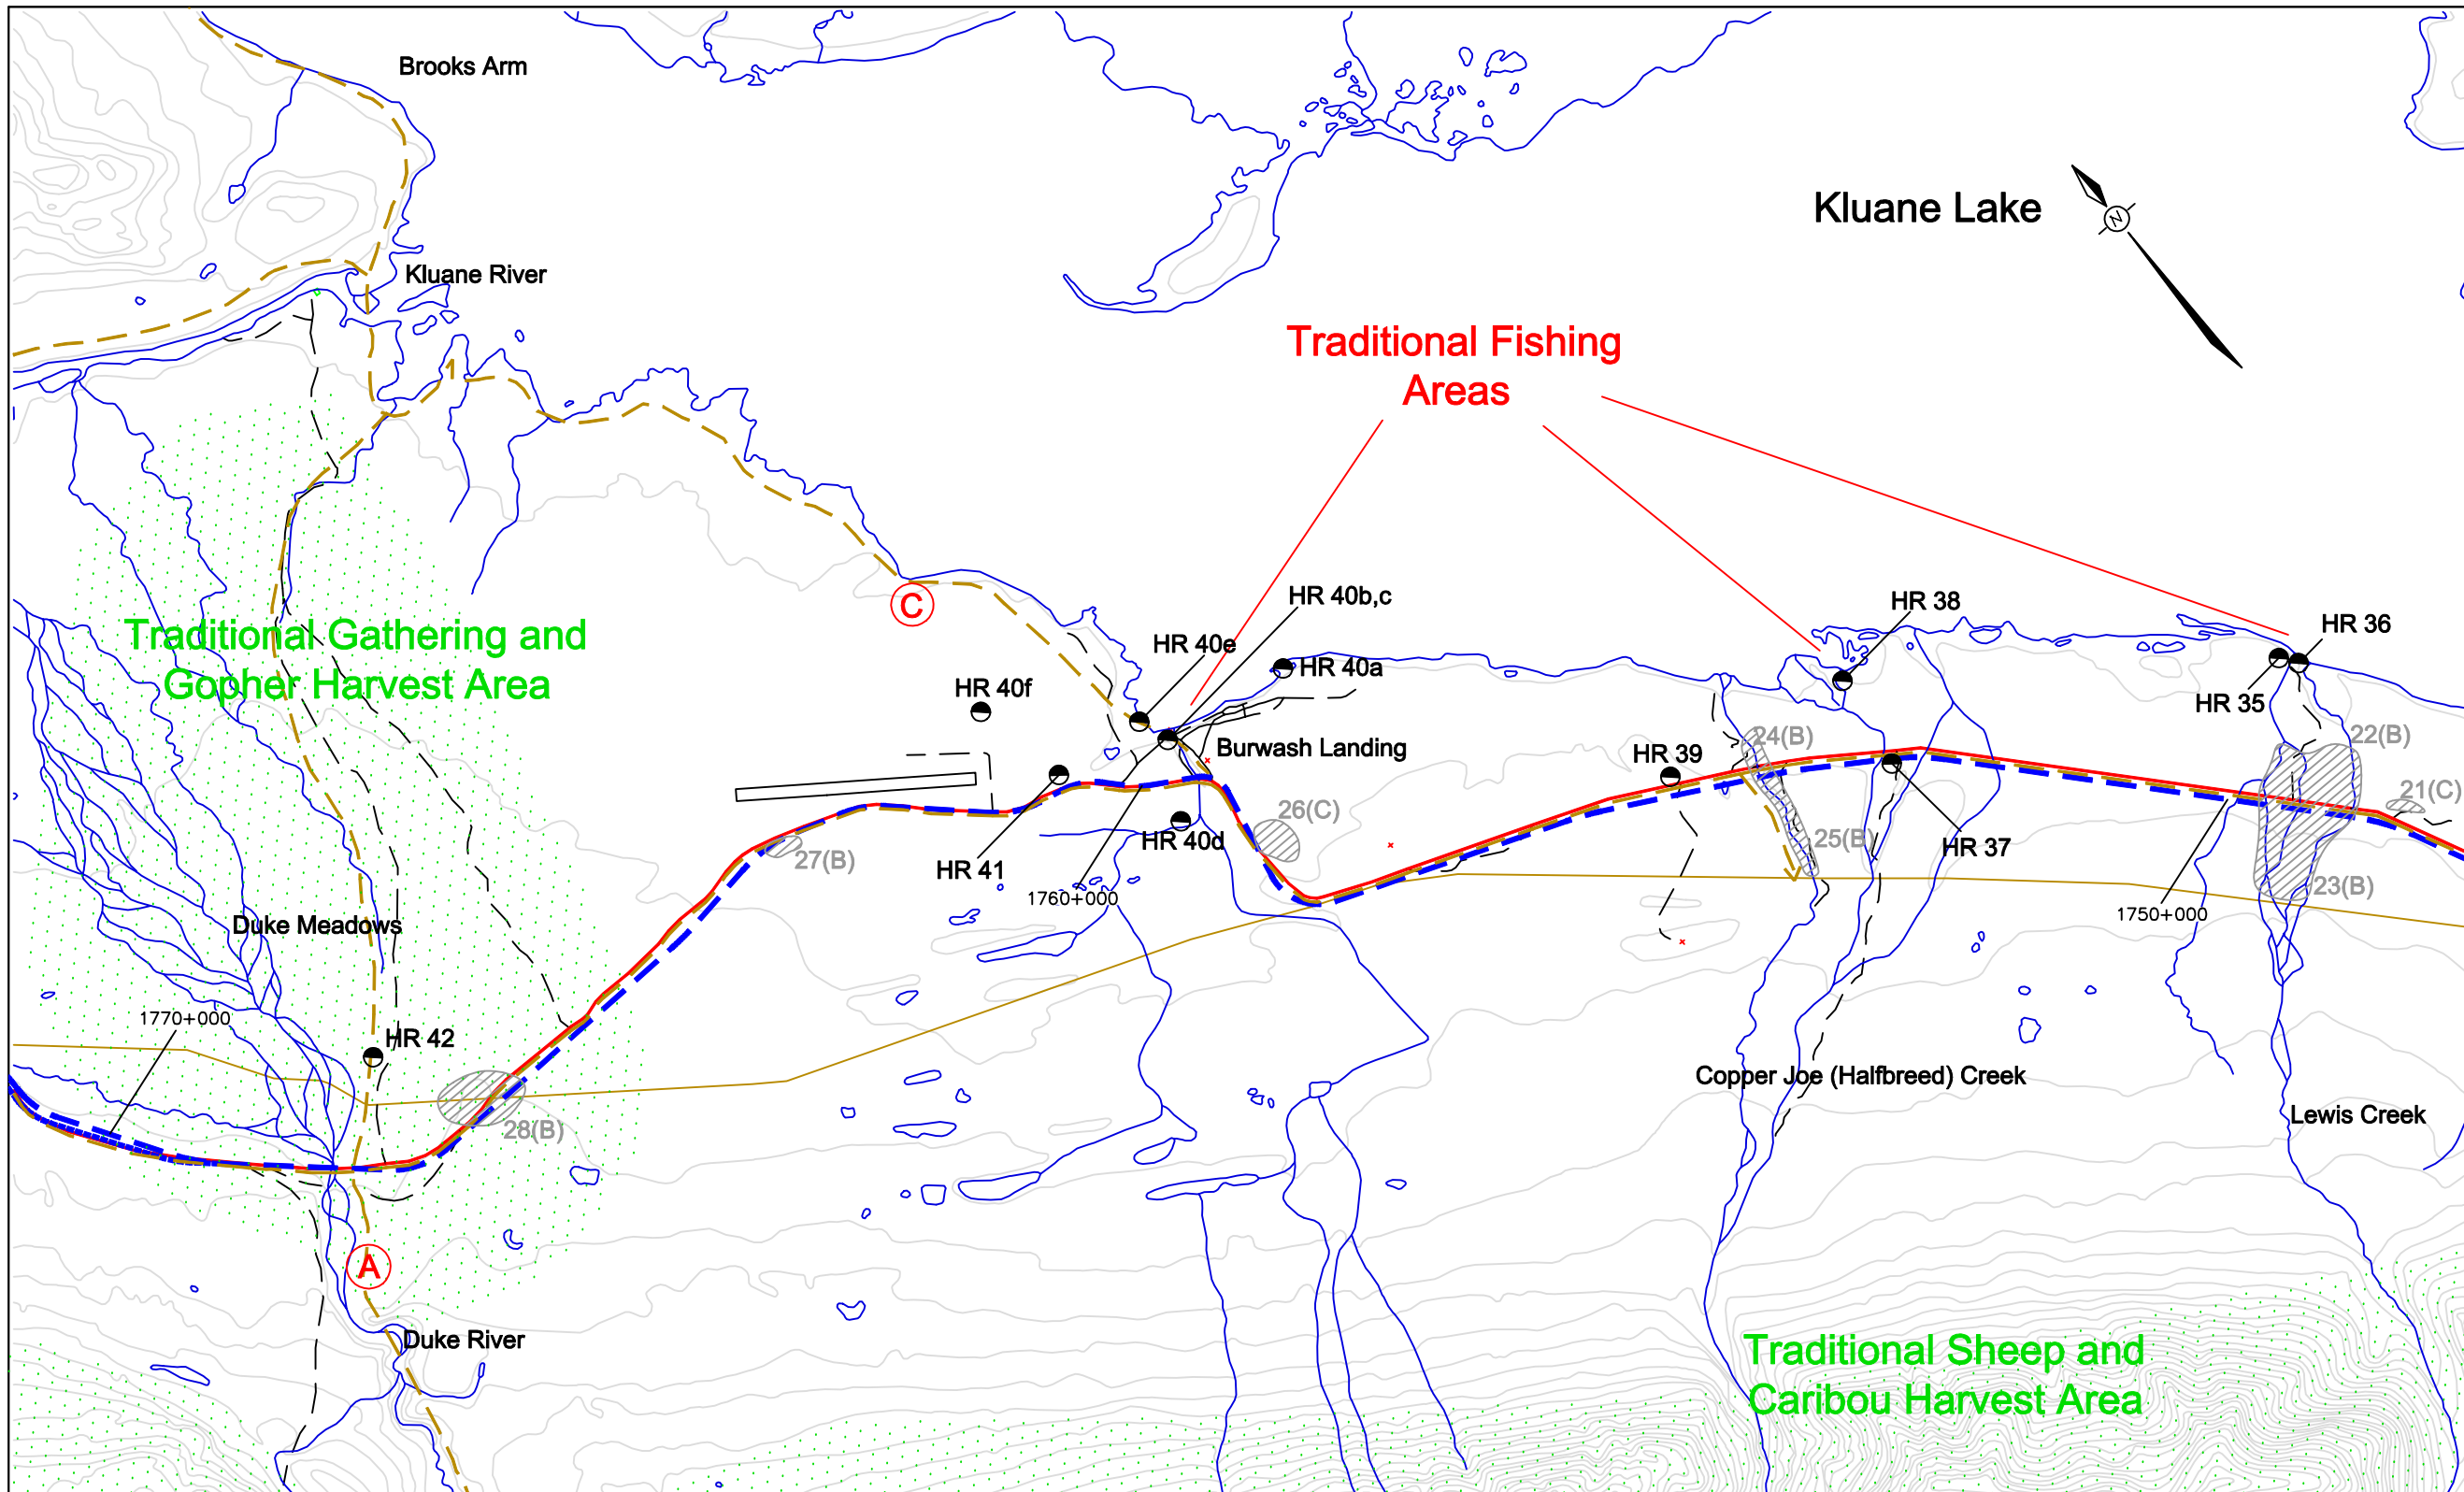 Brooks Arm
Kluane Lake
N
Kluane River
Traditional Fishing
Areas
HR 40b,c
HR 38
C
HR 36
Traditional Gathering and
Gopher Harvest Area
HR 40e
HR 40a
HR 40f
HR 35
Burwash Landing
24(B)
22(B)
HR 39
21(C)
26(C)
HR 40d
25(B)
HR 37
27(B)
HR 41
1760+000
23(B)
1750+000
Duke Meadows
1770+000
HR 42
Copper Joe (Halfbreed) Creek
Lewis Creek
28(B)
A
Duke River
Traditional Sheep and
Caribou Harvest Area